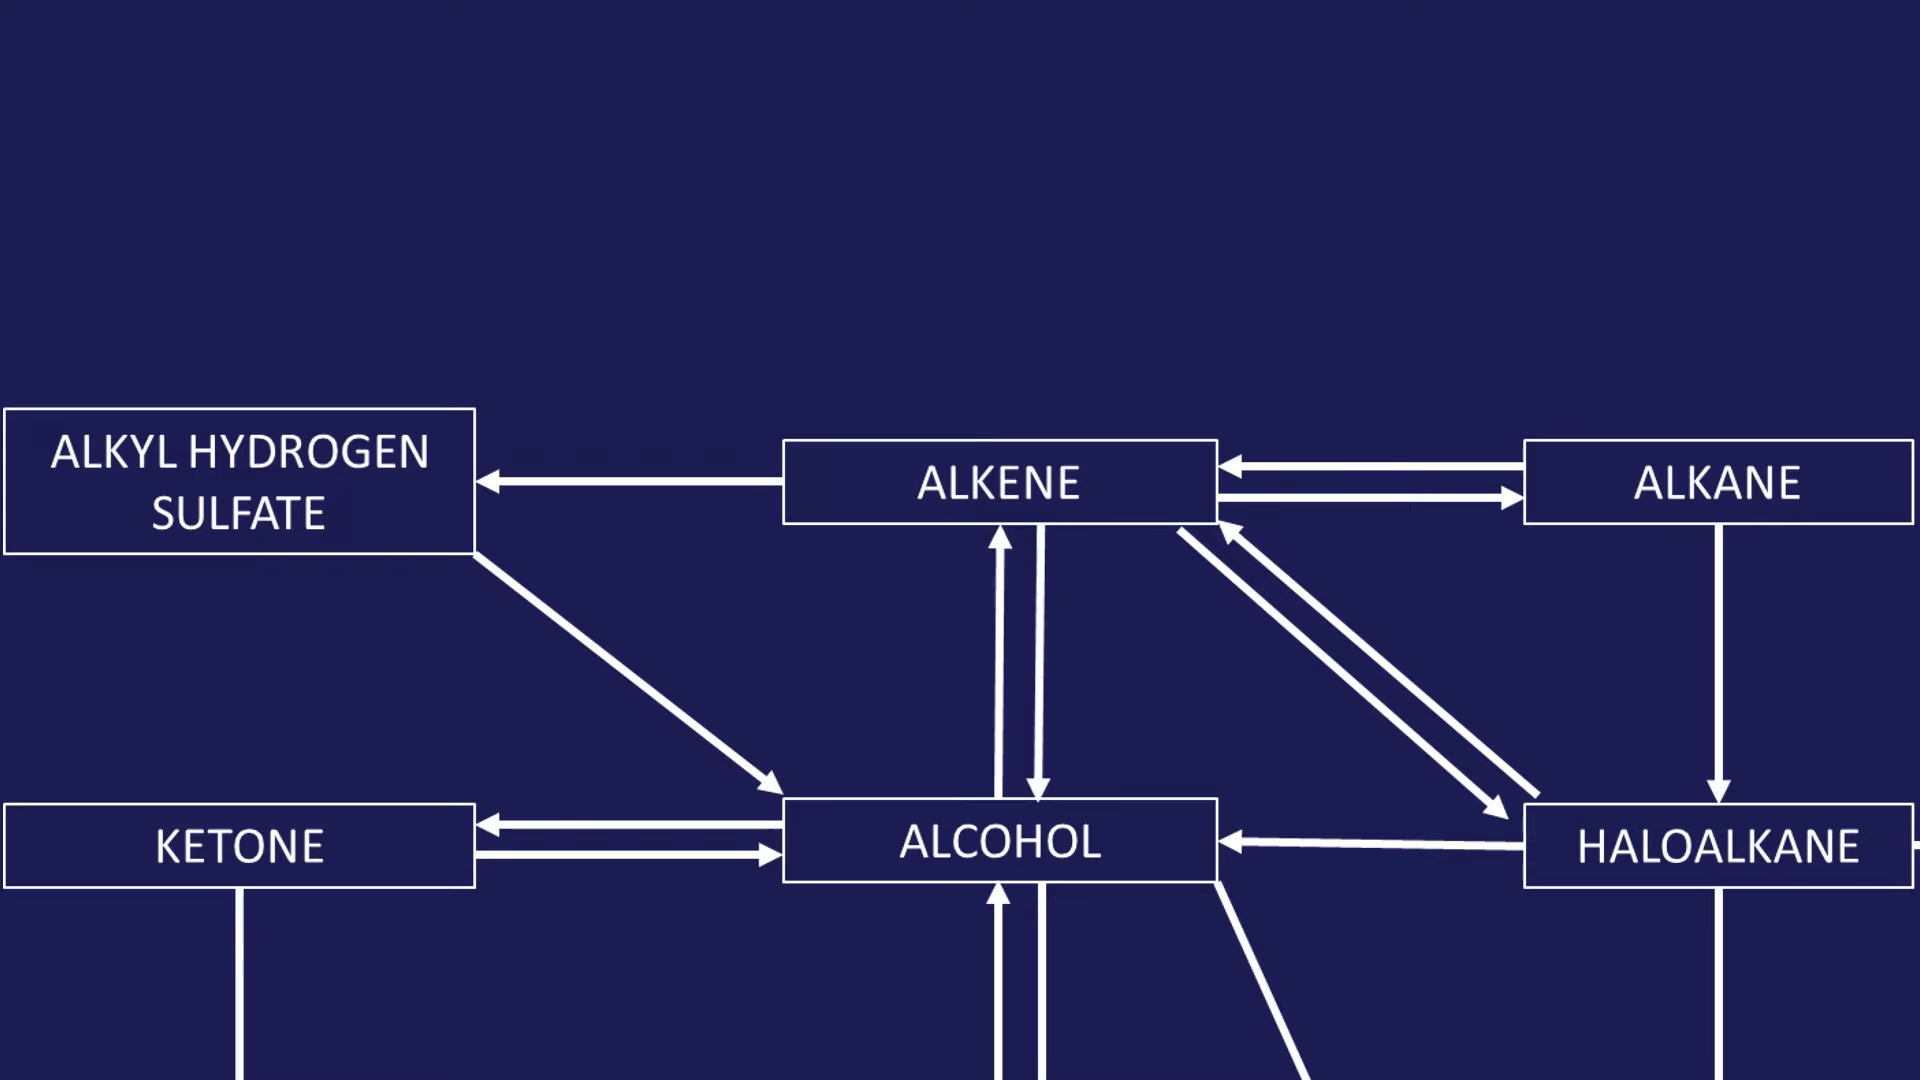 ALKYL HYDROGEN
SULFATE
ALKENE
ALKANE
KETONE
ALCOHOL
HALOALKANE